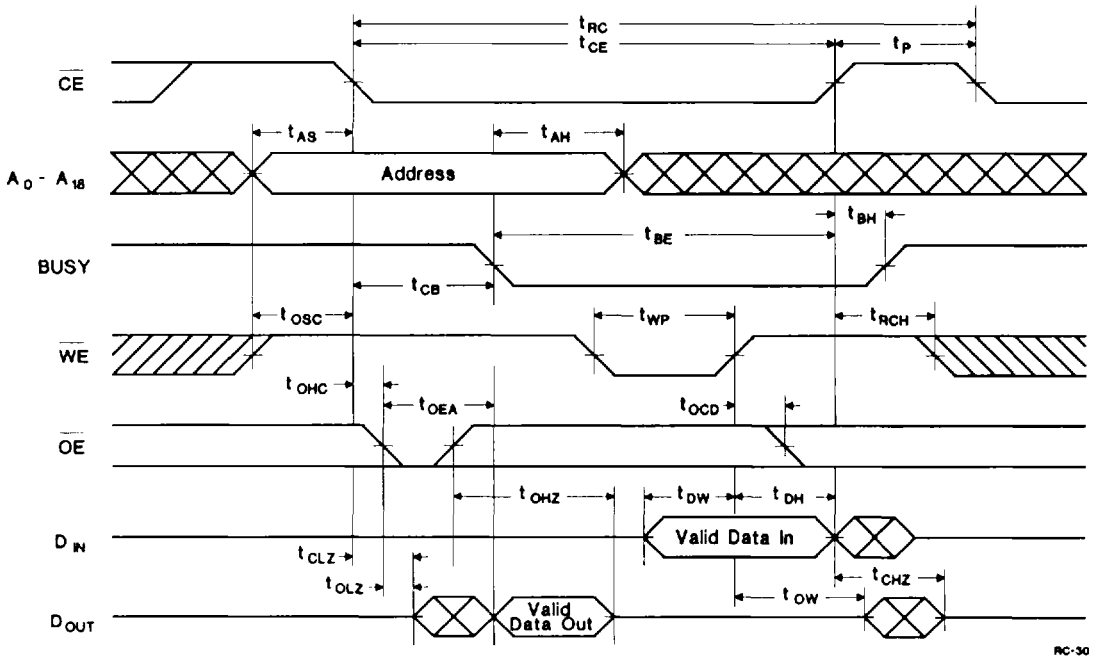 tRC
tCE
tP
CE
tAS
tAH
A0 - A18
Address
tBH
tBE
BUSY
tCB
tOSC
tWP
tRCH
WE
tOHC
tOEA
tOCD
OE
tOHZ
tDW
tDH
DIN
Valid Data In
tCLZ
tCHZ
tOLZ
tOW
DOUT
Valid
Data Out
RC-30